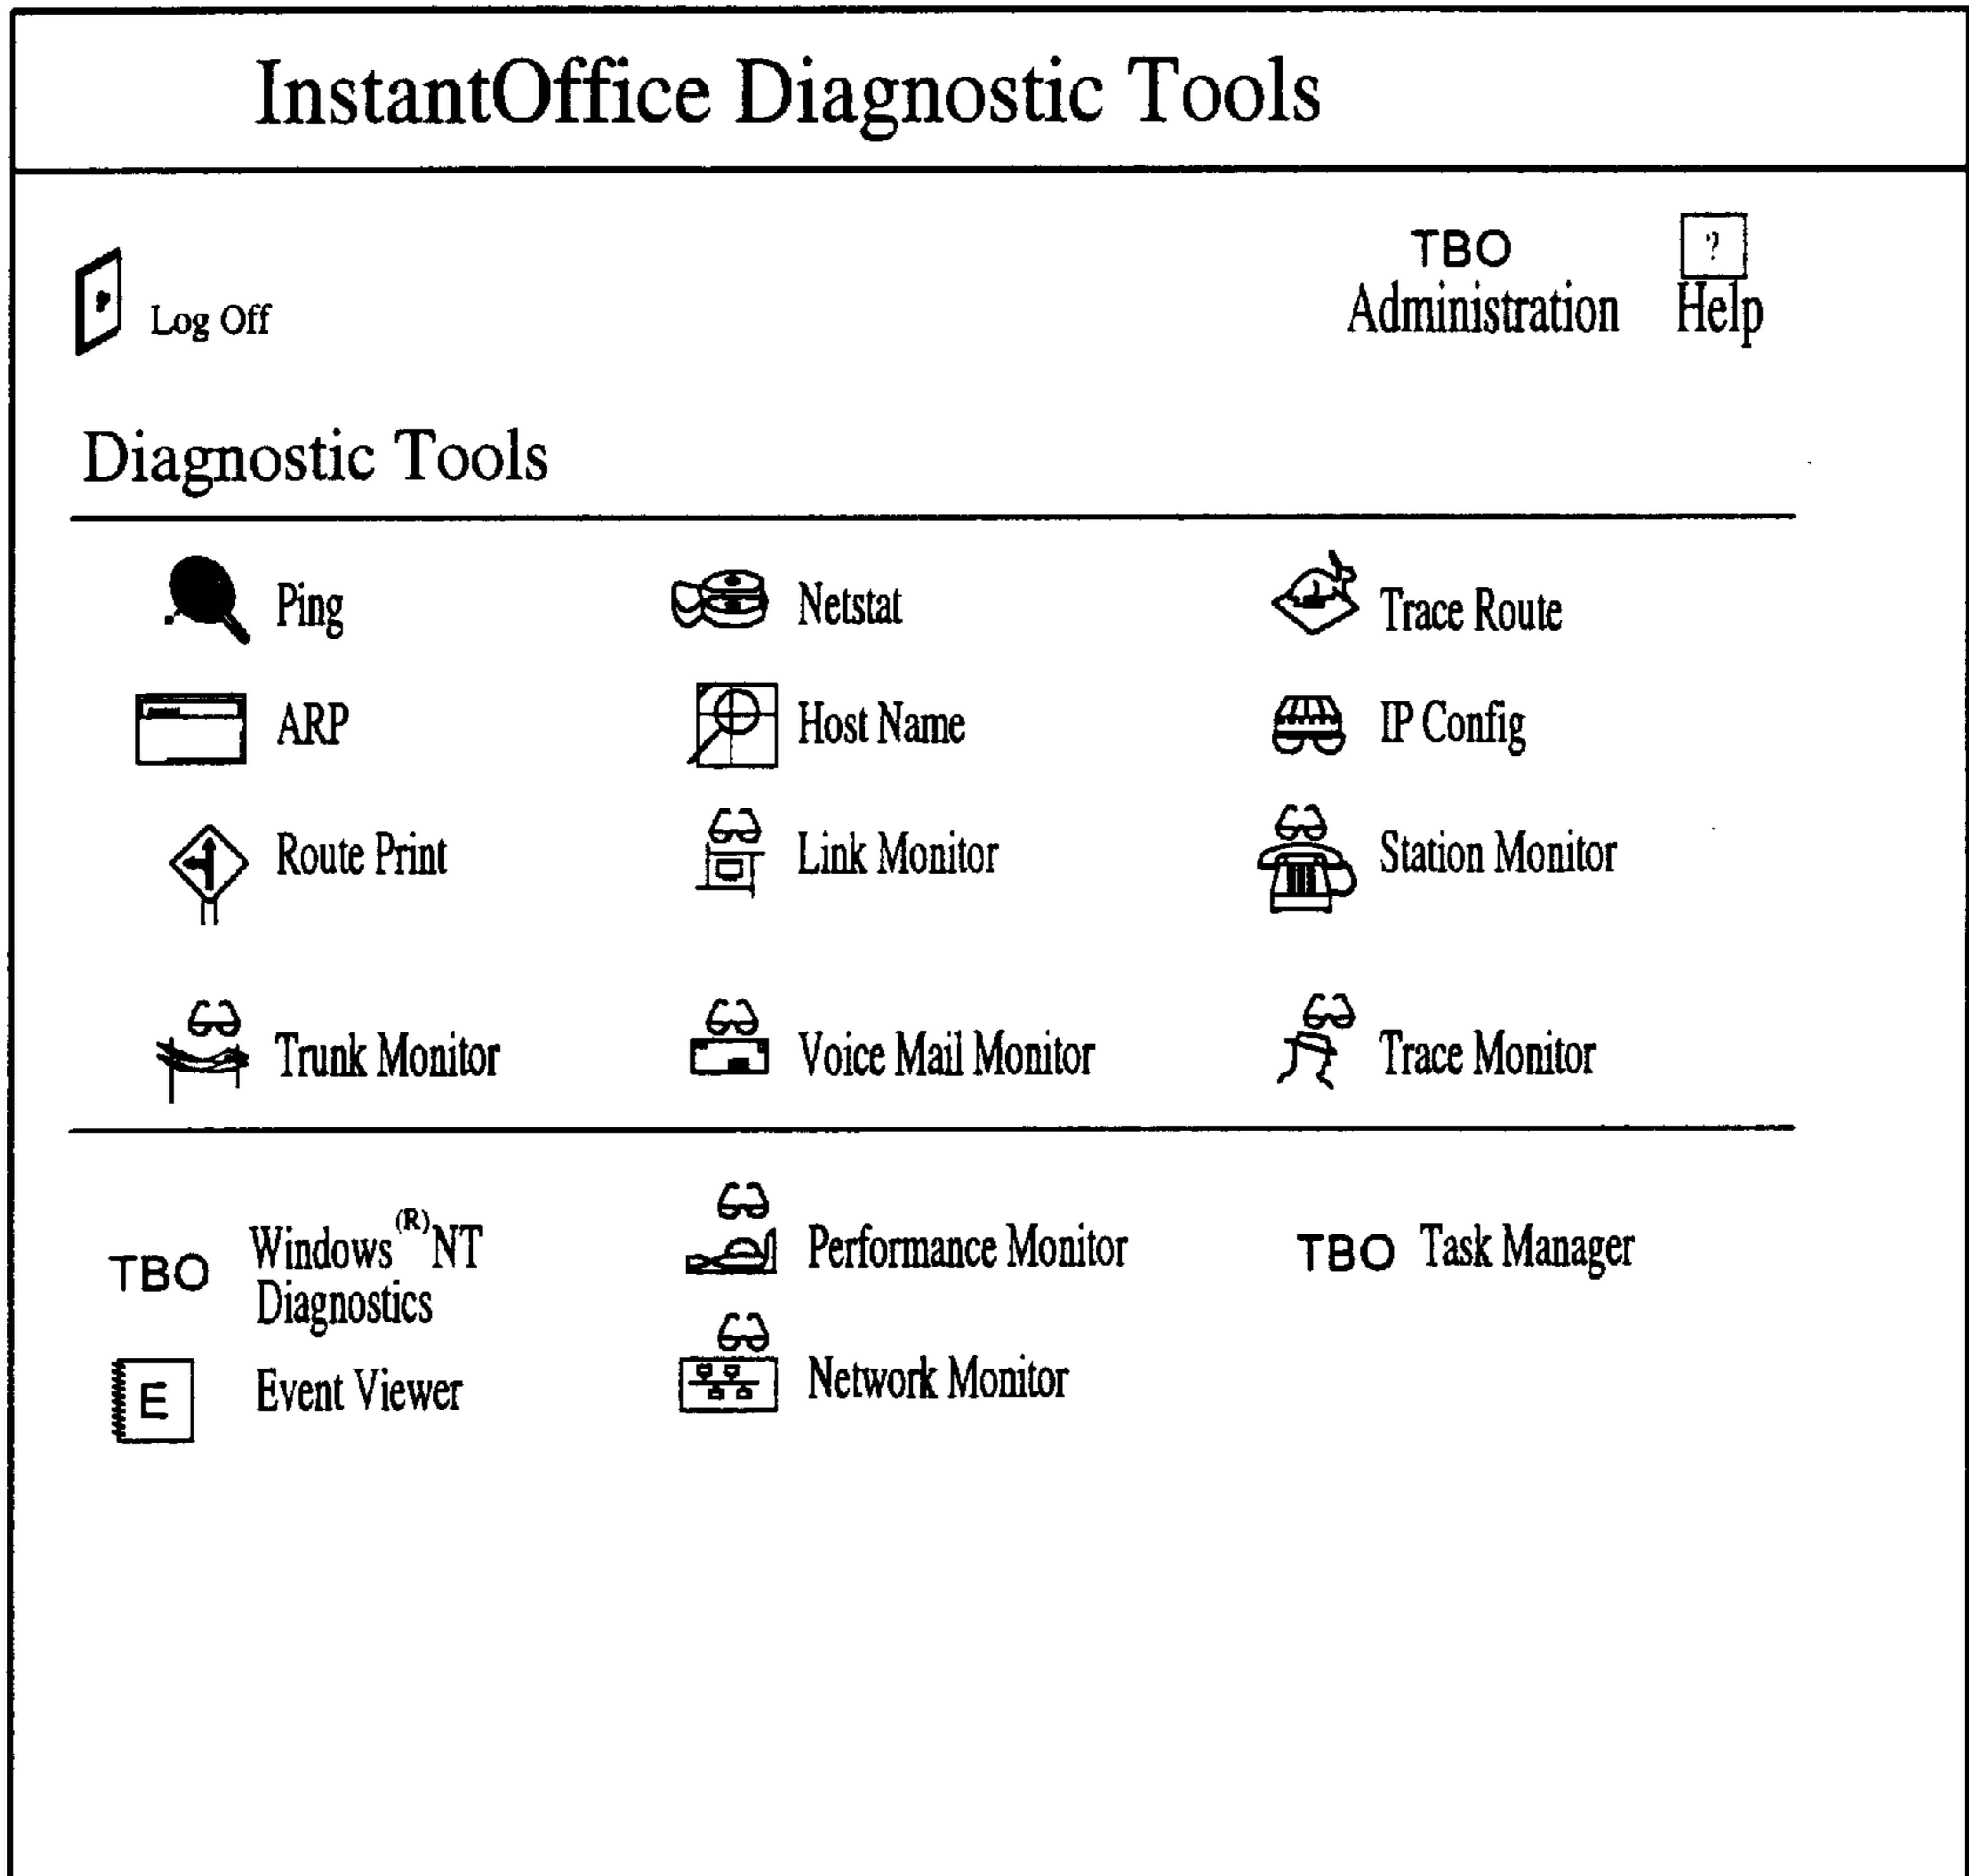 InstantOffice Diagnostic Tools
TBO
?
Log Off
Administration
Help
Diagnostic Tools
Ping
Netstat
Trace Route
ARP
Host Name
IP Config
Route Print
Link Monitor
Station Monitor
Trunk Monitor
Voice Mail Monitor
Trace Monitor
TBO
Windows(R)NT
Diagnostics
Performance Monitor
TBO Task Manager
E
Event Viewer
Network Monitor